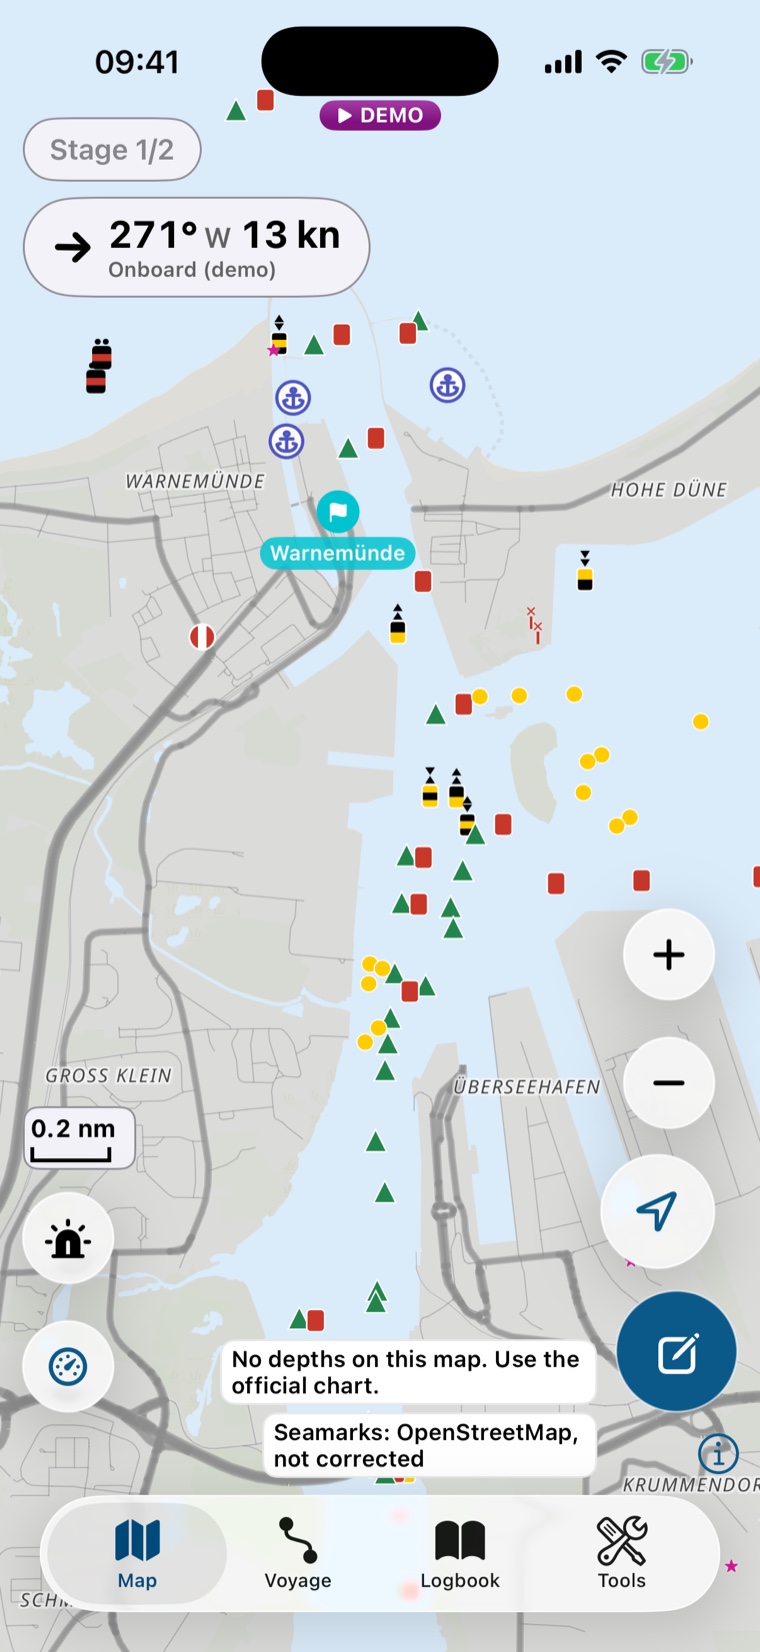 09:41
DEMO
Stage 1/2
271° W 13 kn
Onboard (demo)
WARNEMÜNDE
HOHE DÜNE
Warnemünde
GROSS KLEIN
ÜBERSEEHAFEN
0.2 nm
No depths on this map. Use the
official chart.
Seamarks: OpenStreetMap,
not corrected
KRUMMENDOR
Map
Voyage
Logbook
Tools